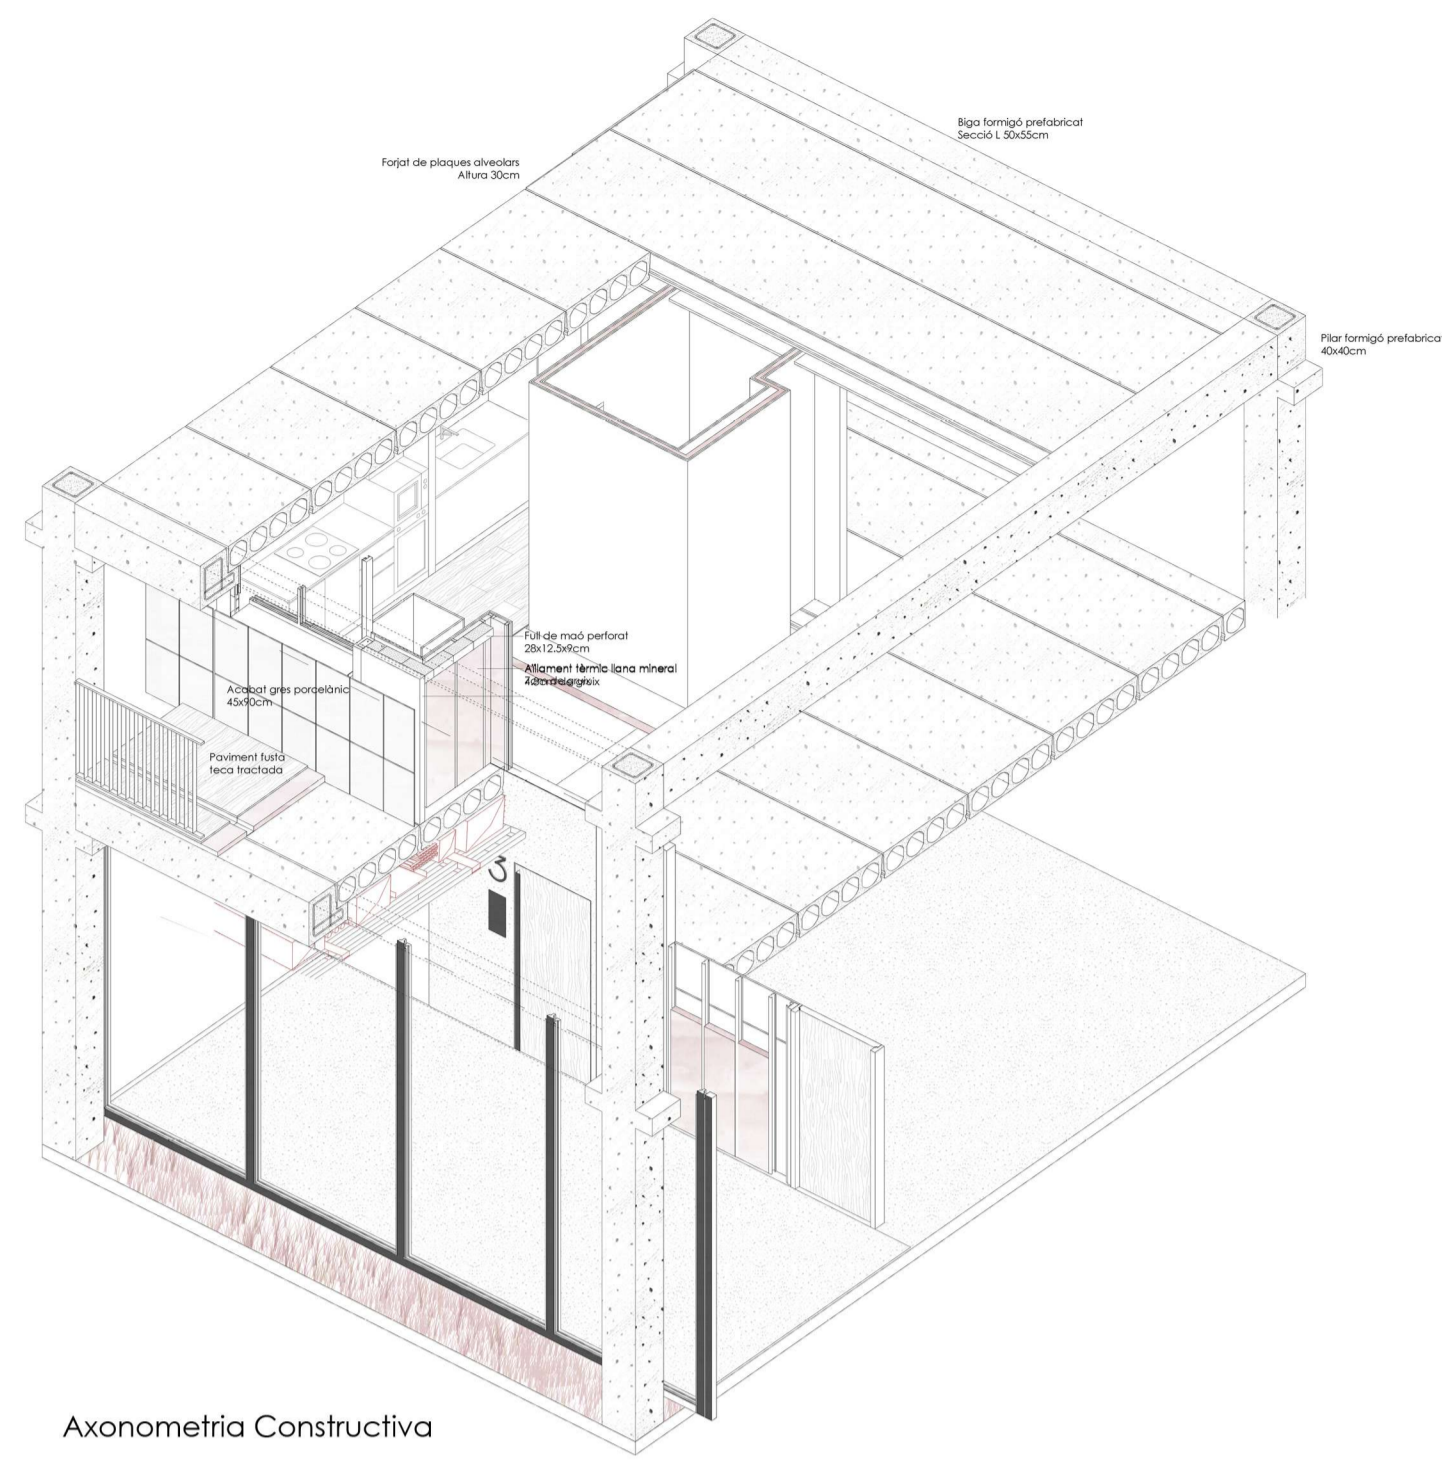 Biga formigó prefabricat
Secció L 50x55cm
Forjat de plaques alveolars
Altura 30cm
Pilar formigó prefabrica
40x40cm
Full de maó perforat
28x12.5x9cm
Aïllament tèrmic llana mineral
Acabat gres porcelànic
45x90cm
Paviment fusta
teca tractada
3
Axonometria Constructiva